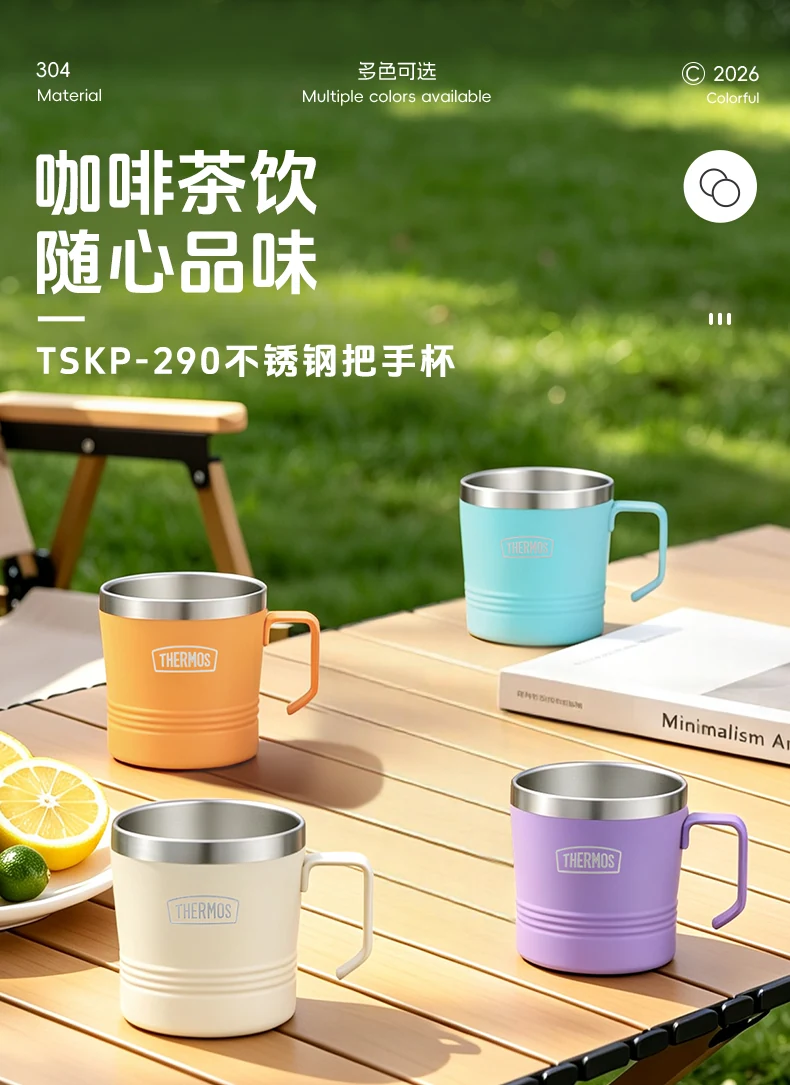 304
Material
多色可选
Multiple colors available
© 2026
Colorful
咖啡茶饮
随心品味
TSKP-290不锈钢把手杯
THERMOS
THERMOS
Minimalism Ar
THERMOS
THERMOS